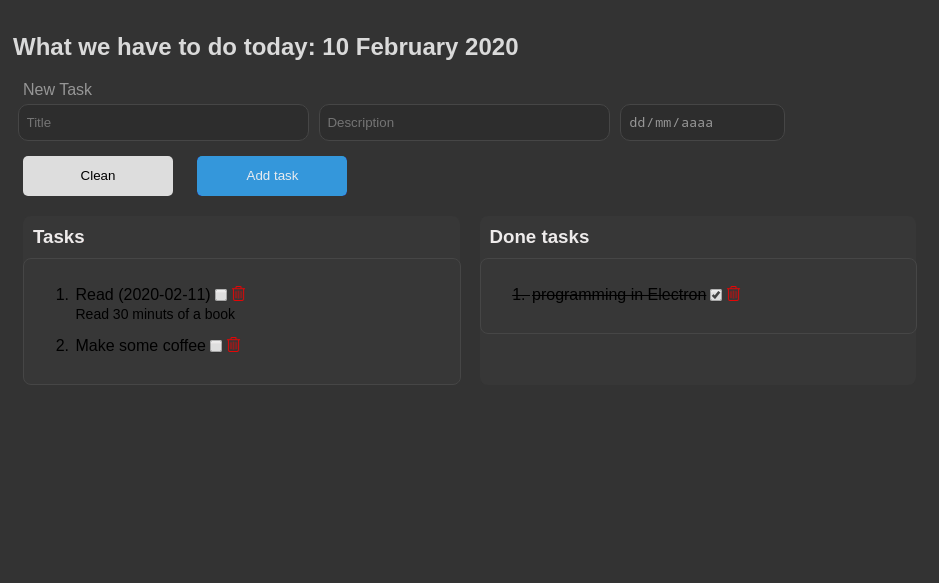 What we have to do today: 10 February 2020
New Task
Title
Description
dd/mm/aaaa
Clean
Add task
Tasks
Done tasks
1. Read (2020-02-11)
Read 30 minuts of a book
2. Make some coffee
1. programming in Electron